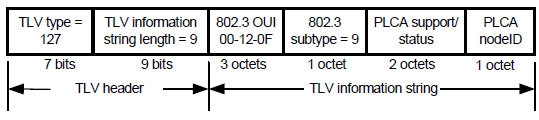 TLV type =
127
TLV information
string length = 9
802.3 OUI
00-12-0F
802.3
subtype = 9
PLCA support/
status
PLCA
nodeID
7 bits
9 bits
3 octets
1 octet
2 octets
1 octet
TLV header
TLV information string